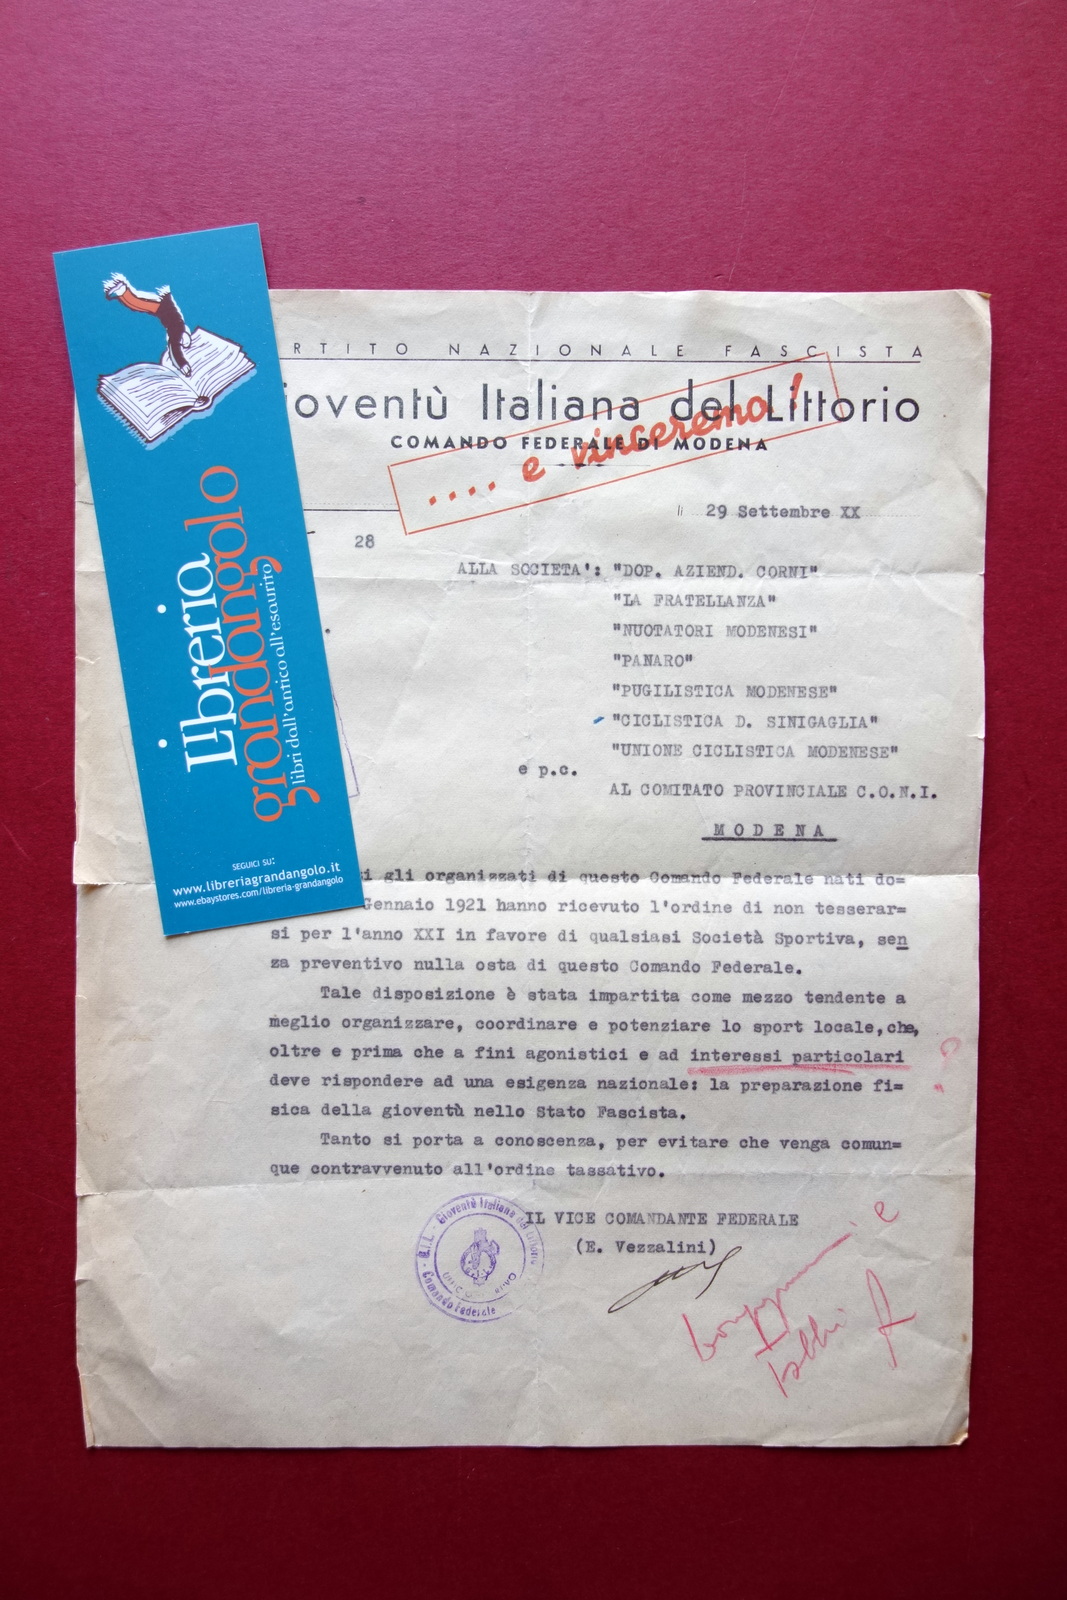 RTITO NAZIONALE FASCISTA
ioventù Italiana del Littorio
COMANDO FEDERALE DI MODENA
.... e vinceremo!
29 Settembre XX
28
ALLA SOCIETA': "DOP. AZIEND. CORNI"
"LA FRATELLANZA"
"NUOTATORI MODENESI"
"PANARO"
"PUGILISTICA MODENESE"
"CICLISTICA D. SINIGAGLIA"
"UNIONE CICLISTICA MODENESE"
e p.c.
AL COMITATO PROVINCIALE C.O.N.I.
MODENA
i gli organizzati di questo Comando Federale nati do=
Gennaio 1921 hanno ricevuto l'ordine di non tesserar=
si per l'anno XXI in favore di qualsiasi Società Sportiva, sen
za preventivo nulla osta di questo Comando Federale.
Tale disposizione è stata impartita come mezzo tendente a
meglio organizzare, coordinare e potenziare lo sport locale, che,
oltre e prima che a fini agonistici e ad interessi particolari
deve rispondere ad una esigenza nazionale: la preparazione fi=
sica della gioventù nello Stato Fascista.
Tanto si porta a conoscenza, per evitare che venga comun=
que contravvenuto all'ordine tassativo.
IL VICE COMANDANTE FEDERALE
(E. Vezzalini)
G.I.L. - Gioventù Italiana del Littorio
Comando Federale
Libreria
grandangolo
libri dall'antico all'esaurito
SEGUICI SU:
www.libreriagrandangolo.it
www.ebaystores.com/libreria-grandangolo